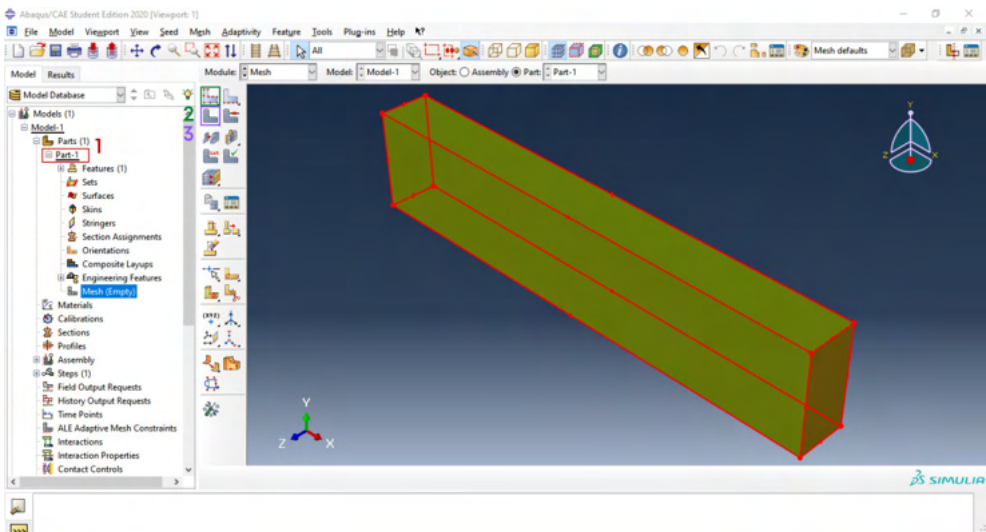 Abaqus/CAE Student Edition 2020 [Viewport: 1]
File Model Viewport View Seed Mesh Adaptivity Feature Tools Plug-ins Help
All
Mesh defaults
Model Results
Module: Mesh Model: Model-1 Object: Assembly Part: Part-1
Model Database
Models (1)
2
Model-1
3
Parts (1)
1
Part-1
Features (1)
Sets
Surfaces
Skins
Stringers
Section Assignments
Orientations
Composite Layups
Engineering Features
Mesh (Empty)
Materials
Calibrations
Sections
Profiles
Assembly
Steps (1)
Field Output Requests
History Output Requests
Time Points
ALE Adaptive Mesh Constraints
Interactions
Interaction Properties
Contact Controls
(XYZ)
Y
Z
X
Y
Z
X
SIMULIA